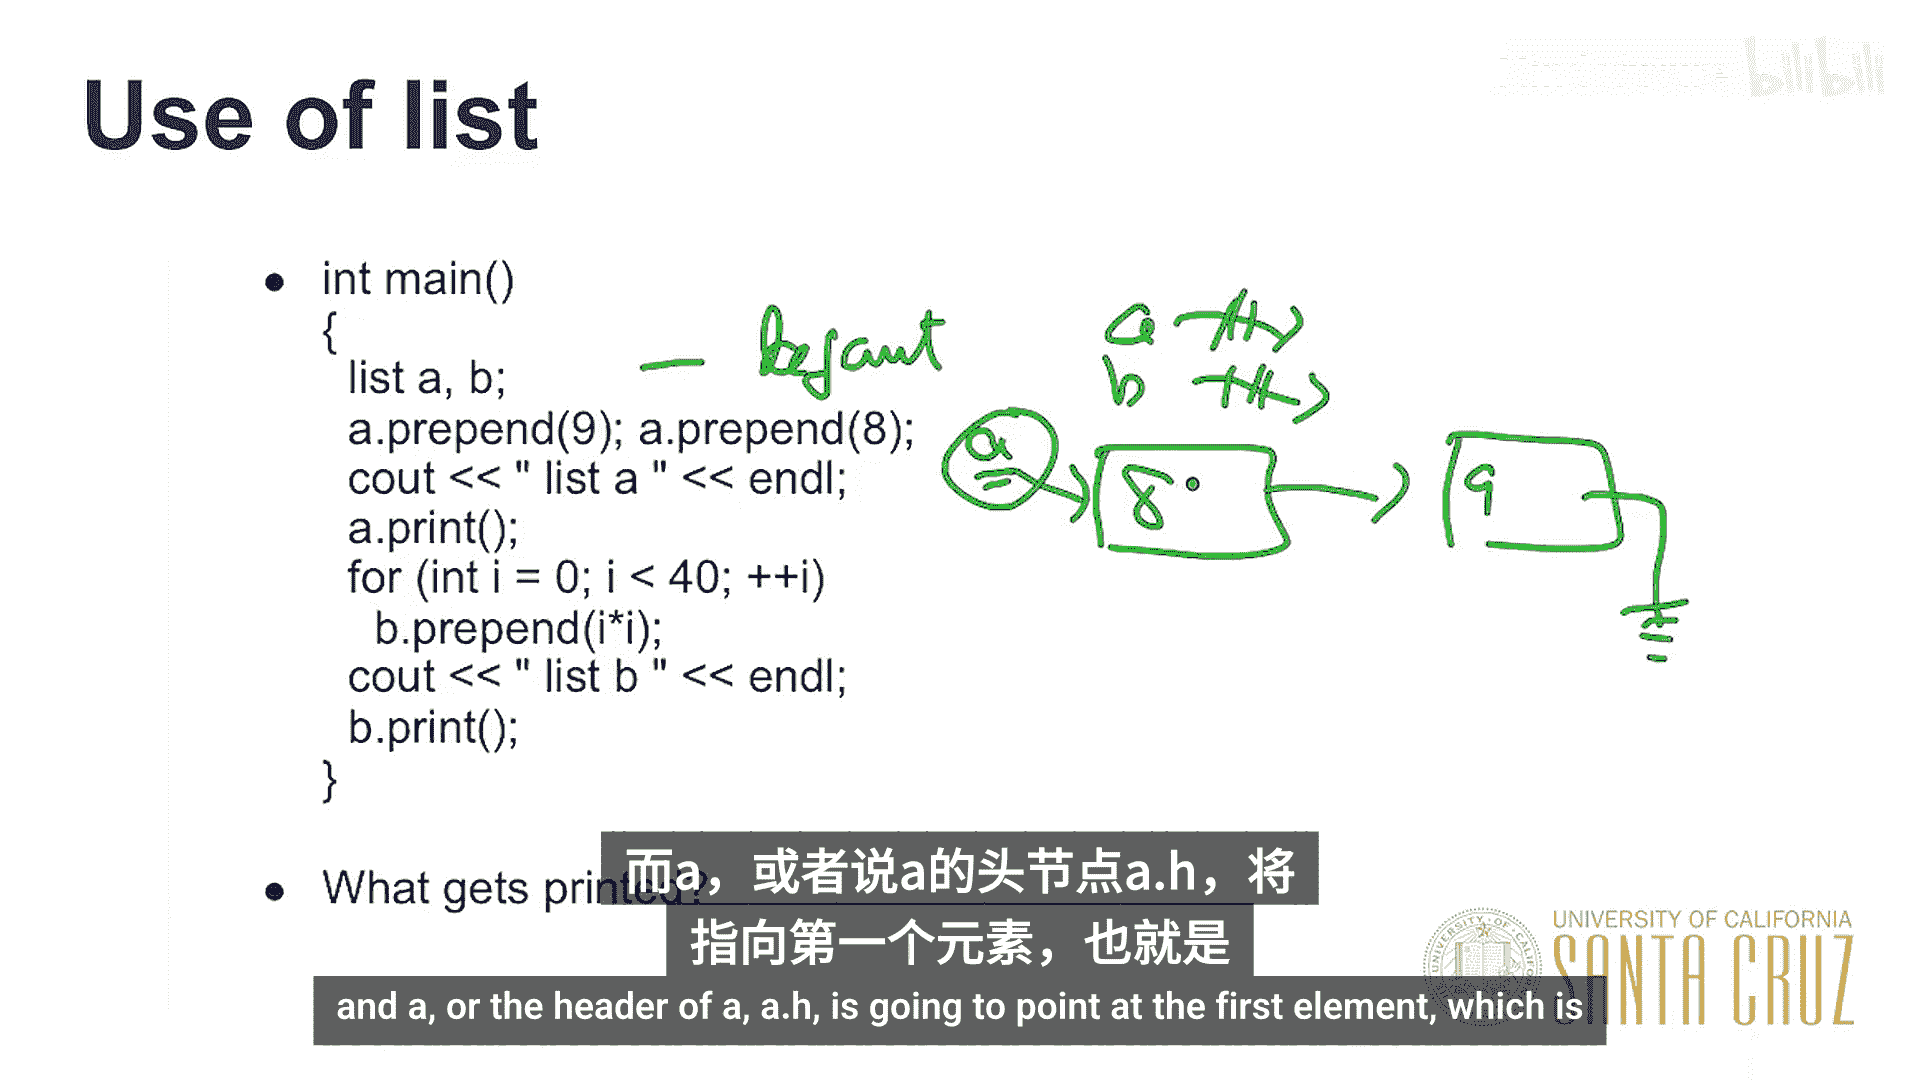 bilibili
Use of list
● int main()
{
list a, b;
a.prepend(9); a.prepend(8);
cout << " list a " << endl;
a.print();
for (int i = 0; i < 40; ++i)
b.prepend(i*i);
cout << " list b " << endl;
b.print();
}
a
b
a
8
9
● What gets printed?
而a，或者说a的头节点a.h，将
指向第一个元素，也就是
and a, or the header of a, a.h, is going to point at the first element, which is
UNIVERSITY OF CALIFORNIA
SANTA CRUZ